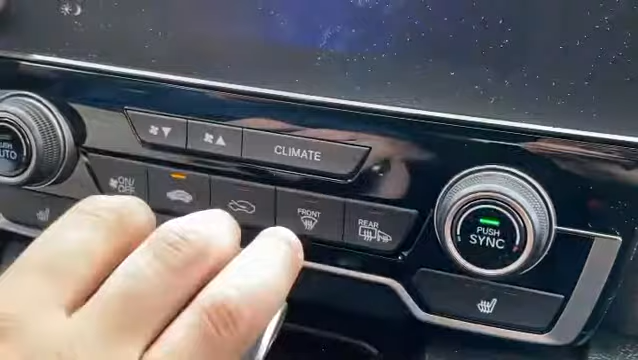 CLIMATE
AUTO
ON/
OFF
FRONT
REAR
PUSH
SYNC